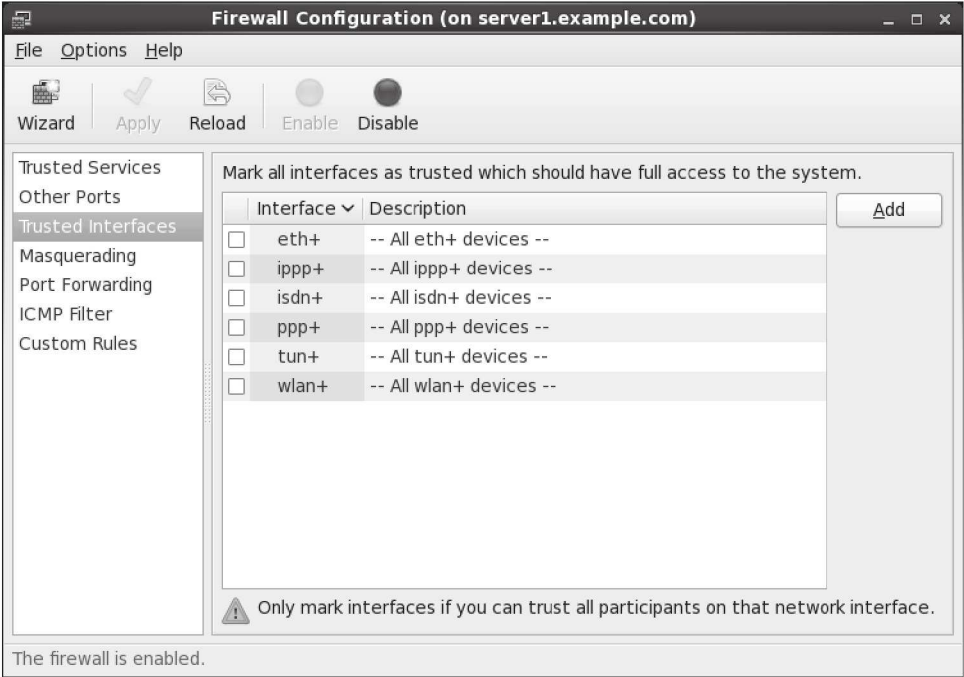 Firewall Configuration (on server1.example.com)
File Options Help
Wizard Apply Reload Enable Disable
Trusted Services
Other Ports
Trusted Interfaces
Masquerading
Port Forwarding
ICMP Filter
Custom Rules
Mark all interfaces as trusted which should have full access to the system.
Interface Description
eth+ -- All eth+ devices --
ippp+ -- All ippp+ devices --
isdn+ -- All isdn+ devices --
ppp+ -- All ppp+ devices --
tun+ -- All tun+ devices --
wlan+ -- All wlan+ devices --
Add
Only mark interfaces if you can trust all participants on that network interface.
The firewall is enabled.